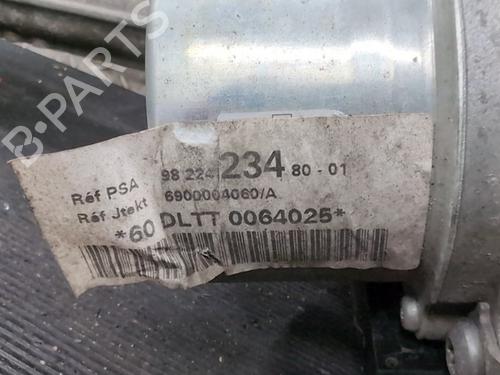 B-PARTS
Réf PSA 98 224 234 80 - 01
Réf Jtekt 6900004060/A
*60 DLTT 0064025*